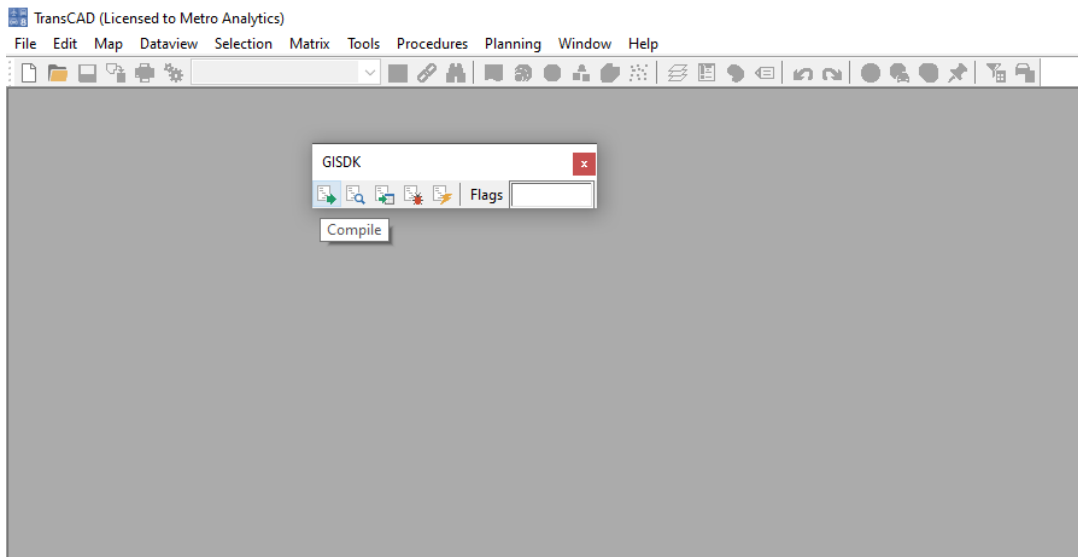 TransCAD (Licensed to Metro Analytics)
File Edit Map Dataview Selection Matrix Tools Procedures Planning Window Help
GISDK x
Flags
Compile